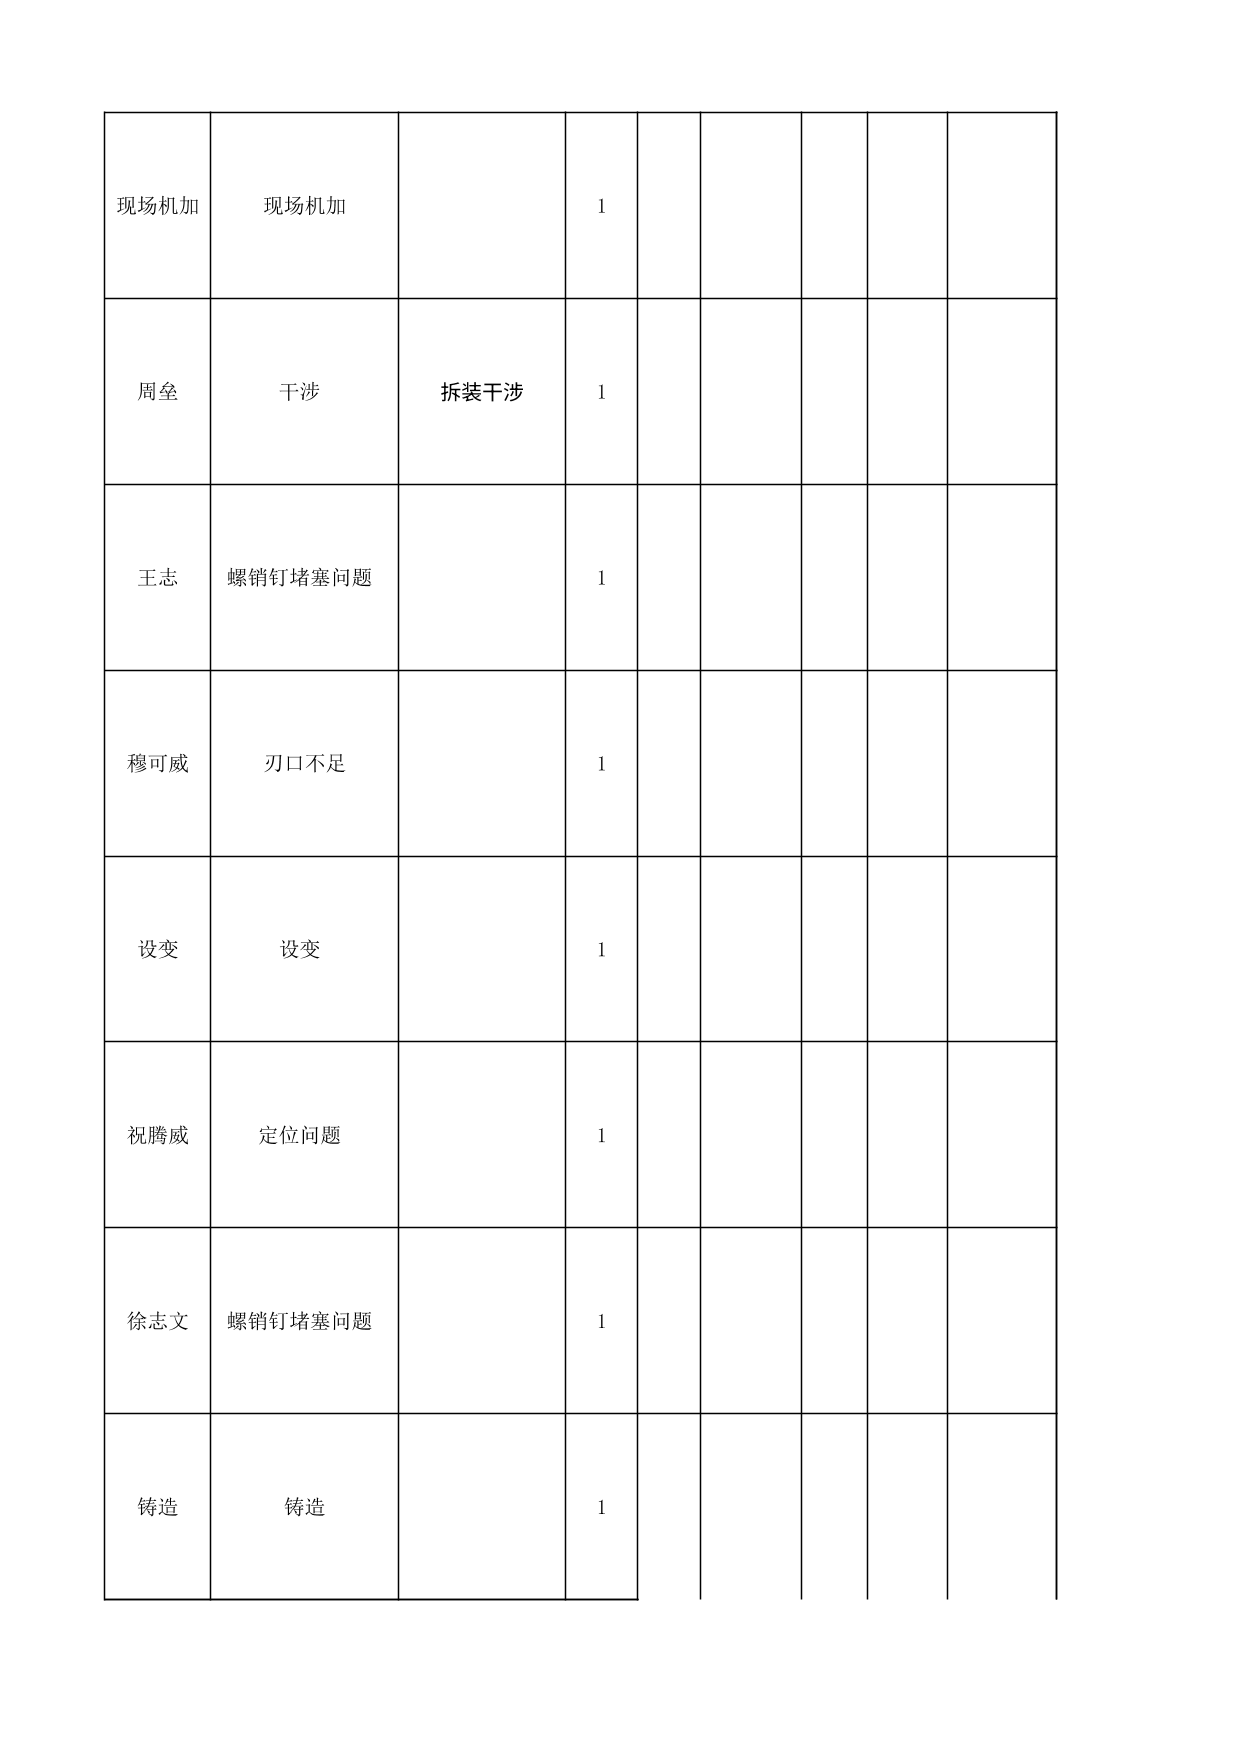 现场机加 现场机加 1
周垒 干涉 拆装干涉 1
王志 螺销钉堵塞问题 1
穆可威 刃口不足 1
设变 设变 1
祝腾威 定位问题 1
徐志文 螺销钉堵塞问题 1
铸造 铸造 1